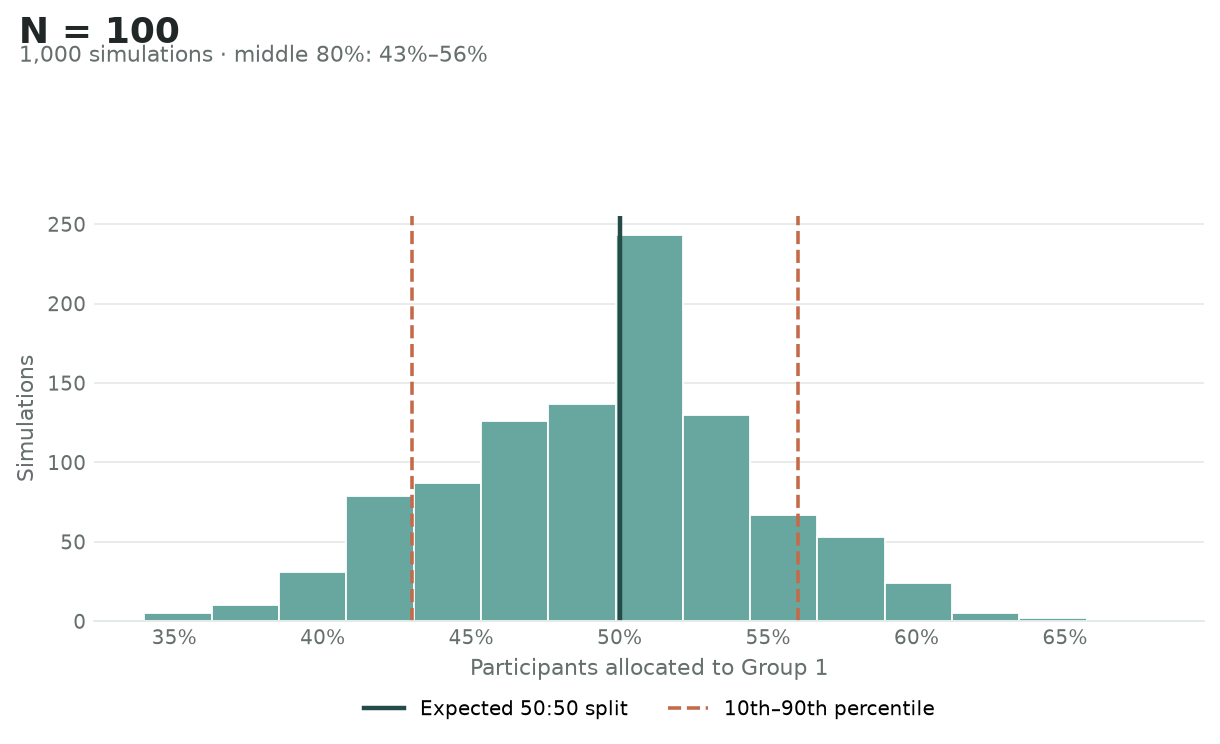 N = 100
1,000 simulations · middle 80%: 43%–56%
250
200
150
100
50
0
Simulations
35% 40% 45% 50% 55% 60% 65%
Participants allocated to Group 1
Expected 50:50 split 10th–90th percentile